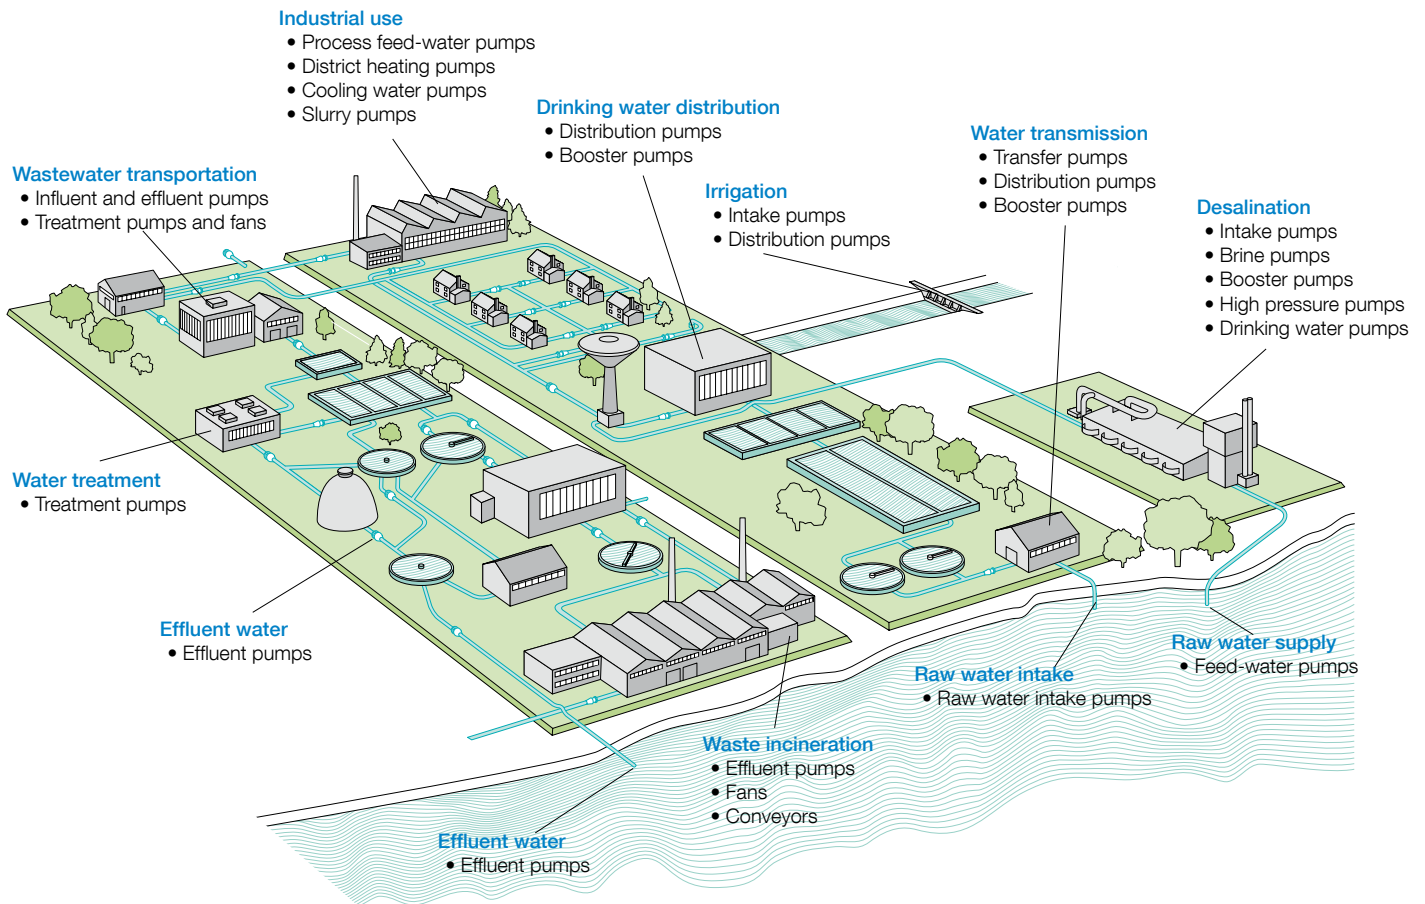 Industrial use
• Process feed-water pumps
• District heating pumps
• Cooling water pumps
• Slurry pumps
Drinking water distribution
• Distribution pumps
• Booster pumps
Water transmission
• Transfer pumps
• Distribution pumps
• Booster pumps
Wastewater transportation
• Influent and effluent pumps
• Treatment pumps and fans
Irrigation
• Intake pumps
• Distribution pumps
Desalination
• Intake pumps
• Brine pumps
• Booster pumps
• High pressure pumps
• Drinking water pumps
Water treatment
• Treatment pumps
Effluent water
• Effluent pumps
Raw water supply
• Feed-water pumps
Raw water intake
• Raw water intake pumps
Waste incineration
• Effluent pumps
• Fans
• Conveyors
Effluent water
• Effluent pumps